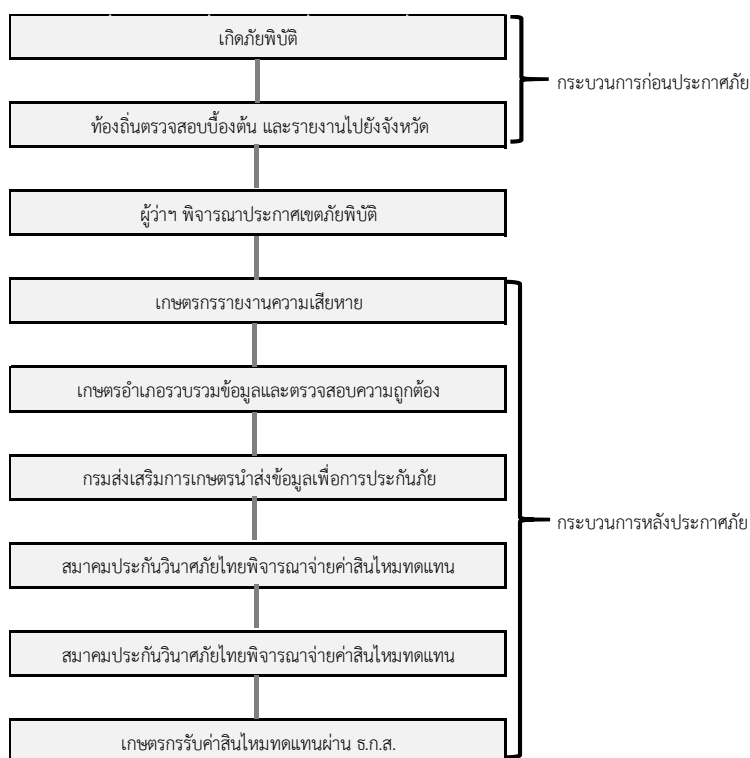 เกิดภัยพิบัติ
กระบวนการก่อนประกาศภัย
ท้องถิ่นตรวจสอบบื้องต้น และรายงานไปยังจังหวัด
ผู้ว่าฯ พิจารณาประกาศเขตภัยพิบัติ
เกษตรกรรายงานความเสียหาย
เกษตรอำเภอรวบรวมข้อมูลและตรวจสอบความถูกต้อง
กรมส่งเสริมการเกษตรนำส่งข้อมูลเพื่อการประกันภัย
กระบวนการหลังประกาศภัย
สมาคมประกันวินาศภัยไทยพิจารณาจ่ายค่าสินไหมทดแทน
สมาคมประกันวินาศภัยไทยพิจารณาจ่ายค่าสินไหมทดแทน
เกษตรกรรับค่าสินไหมทดแทนผ่าน ธ.ก.ส.